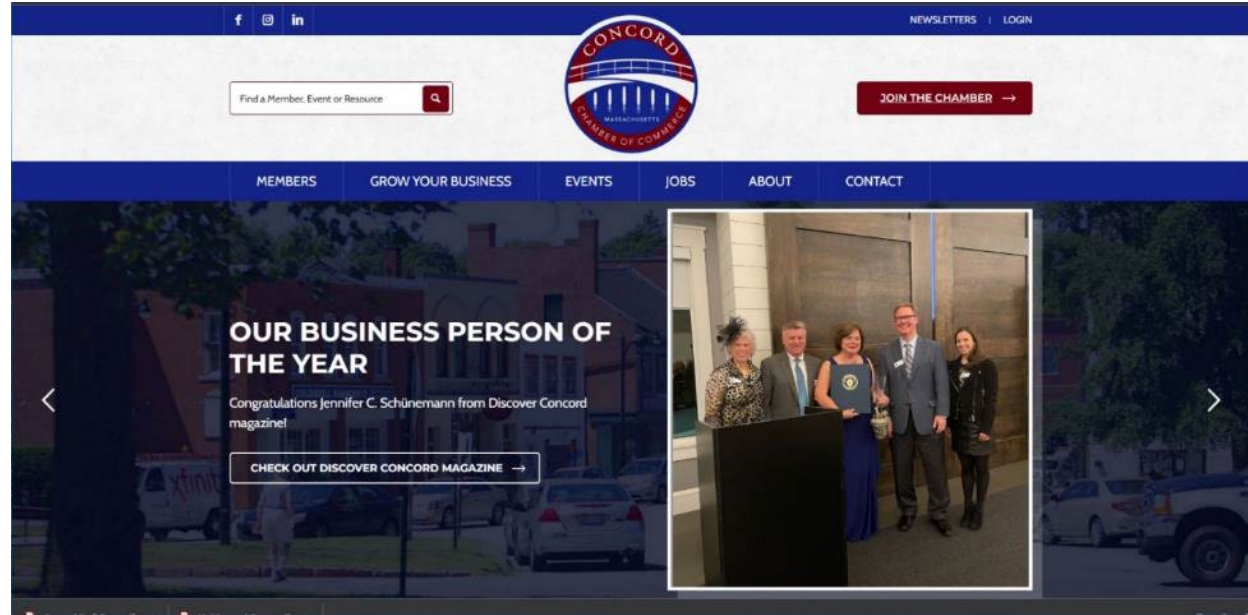 f in
NEWSLETTERS | LOGIN
CONCORD
MASSACHUSETTS
CHAMBER OF COMMERCE
Find a Member, Event or Resource
JOIN THE CHAMBER →
MEMBERS GROW YOUR BUSINESS EVENTS JOBS ABOUT CONTACT
OUR BUSINESS PERSON OF
THE YEAR
Congratulations Jennifer C. Schünemann from Discover Concord
magazine!
CHECK OUT DISCOVER CONCORD MAGAZINE →
xfinity